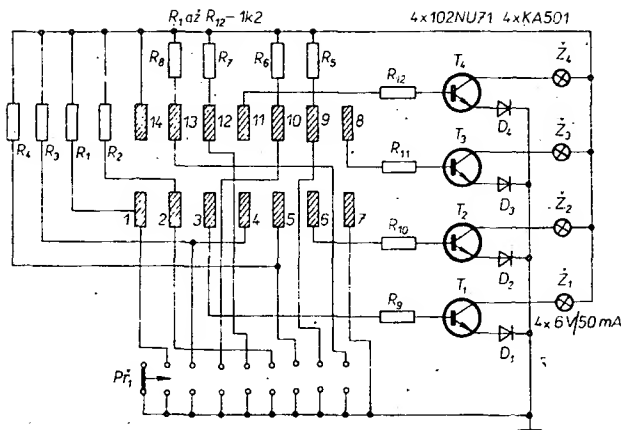 R₁ až R₁₂ – 1k2
4x102NU71 4xKA501
R₈
R₇
R₆
R₅
R₄
R₃
R₁
R₂
14
13
12
11
10
9
8
1
2
3
4
5
6
7
R₁₂
R₁₁
R₁₀
R₉
T₄
T₃
T₂
T₁
D₄
D₃
D₂
D₁
Ž₄
Ž₃
Ž₂
Ž₁
4x6V/50mA
Př₁